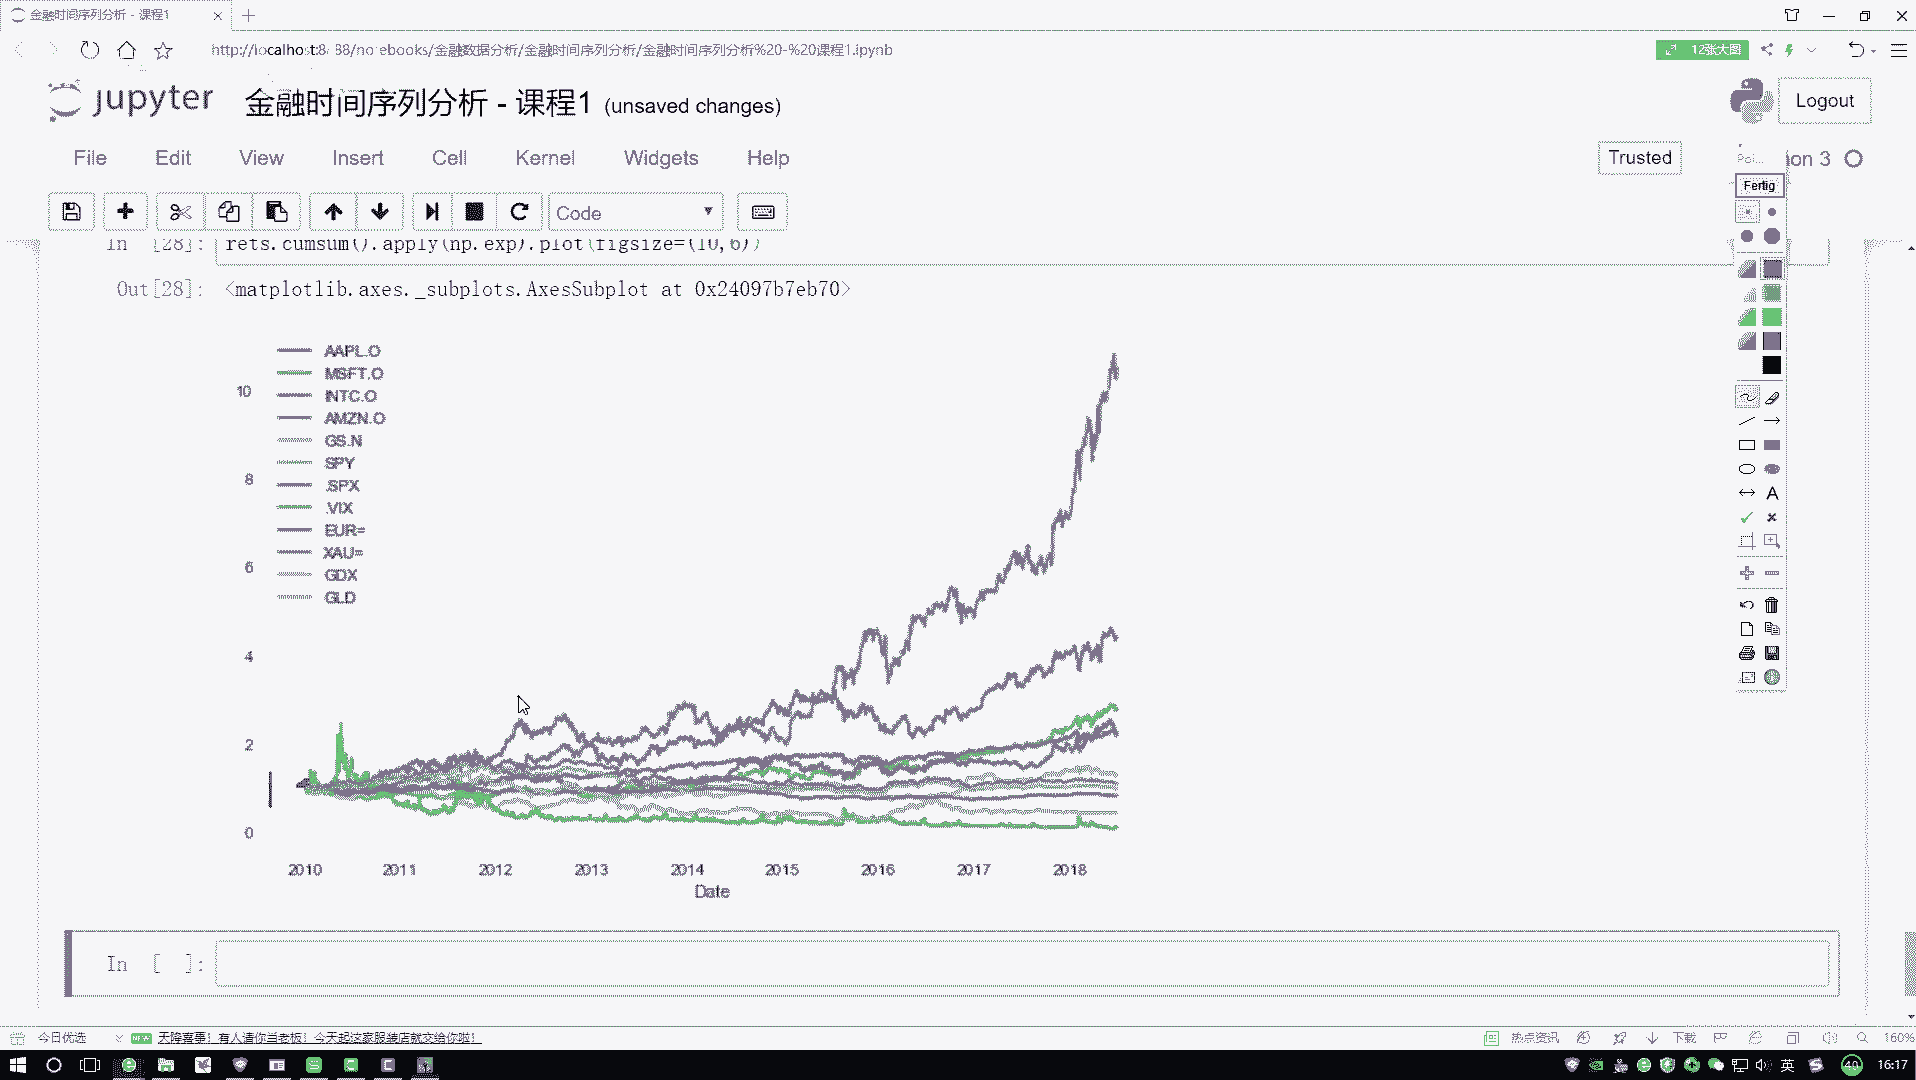 金融时间序列分析 - 课程1
http://localhost:8888/notebooks/金融数据分析/金融时间序列分析/金融时间序列分析%20-%20课程1.ipynb
12张大图
jupyter 金融时间序列分析 - 课程1 (unsaved changes)
Logout
File Edit View Insert Cell Kernel Widgets Help
Trusted
on 3
Fertig
Code
In [28]: rets.cumsum().apply(np.exp).plot(figsize=(10,6))
Out[28]: <matplotlib.axes._subplots.AxesSubplot at 0x24097b7eb70>
AAPL.O
MSFT.O
INTC.O
AMZN.O
GS.N
SPY
.SPX
.VIX
EUR=
XAU=
GDX
GLD
10
8
6
4
2
0
2010 2011 2012 2013 2014 2015 2016 2017 2018
Date
In [ ]:
今日优选
NEW
天降喜事！有人请你当老板！今天起这家服装店就交给你啦！
热点资讯
下载
160%
英
40
16:17